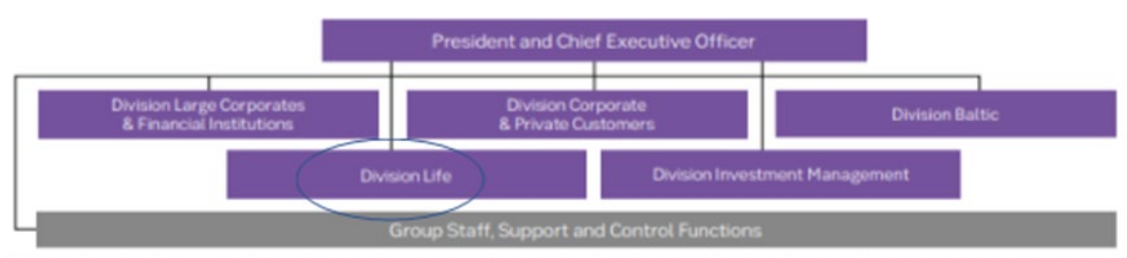 President and Chief Executive Officer
Division Large Corporates
& Financial Institutions
Division Corporate
& Private Customers
Division Baltic
Division Life
Division Investment Management
Group Staff, Support and Control Functions